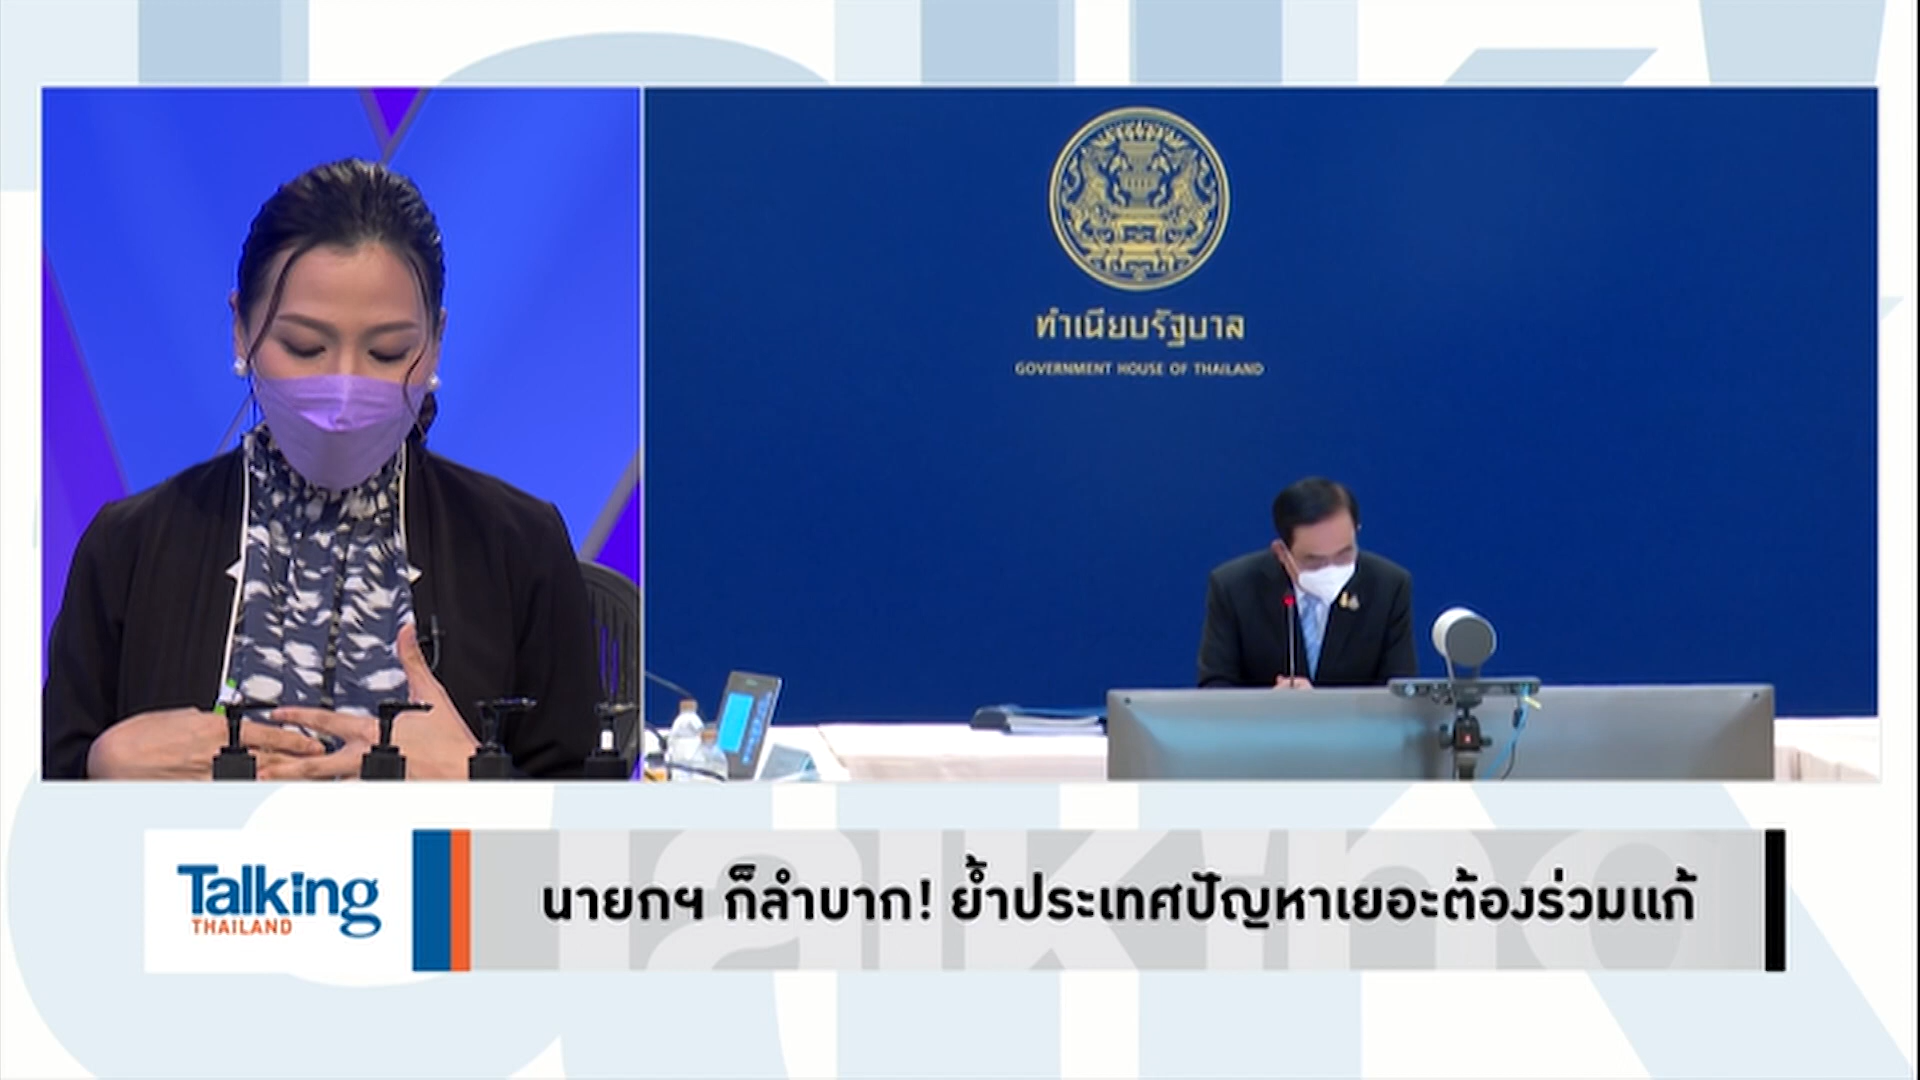 ทำเนียบรัฐบาล
GOVERNMENT HOUSE OF THAILAND
Talking
THAILAND
นายกฯ ก็ลำบาก! ย้ำประเทศปัญหาเยอะต้องร่วมแก้